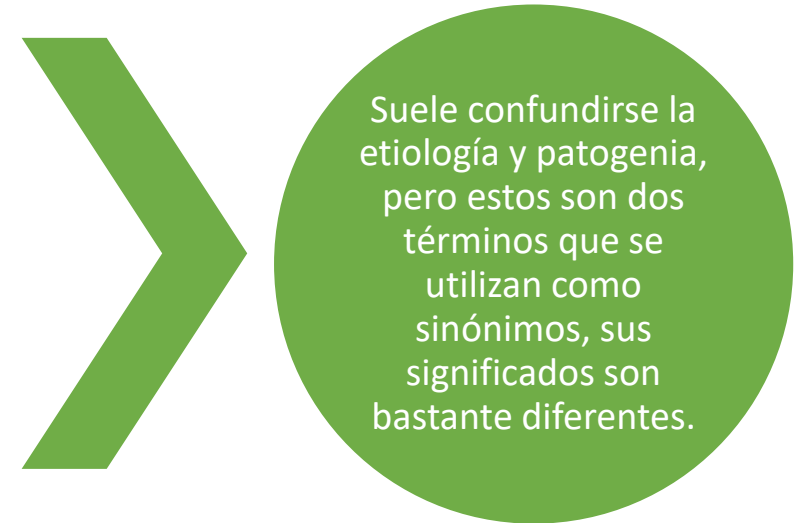 Suele confundirse la
etiología y patogenia,
pero estos son dos
términos que se
utilizan como
sinónimos, sus
significados son
bastante diferentes.